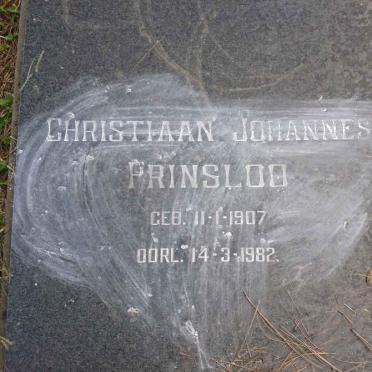 CHRISTIAAN JOHANNES
PRINSLOO
GEB. 11-1-1907
OORL. 14-3-1982.